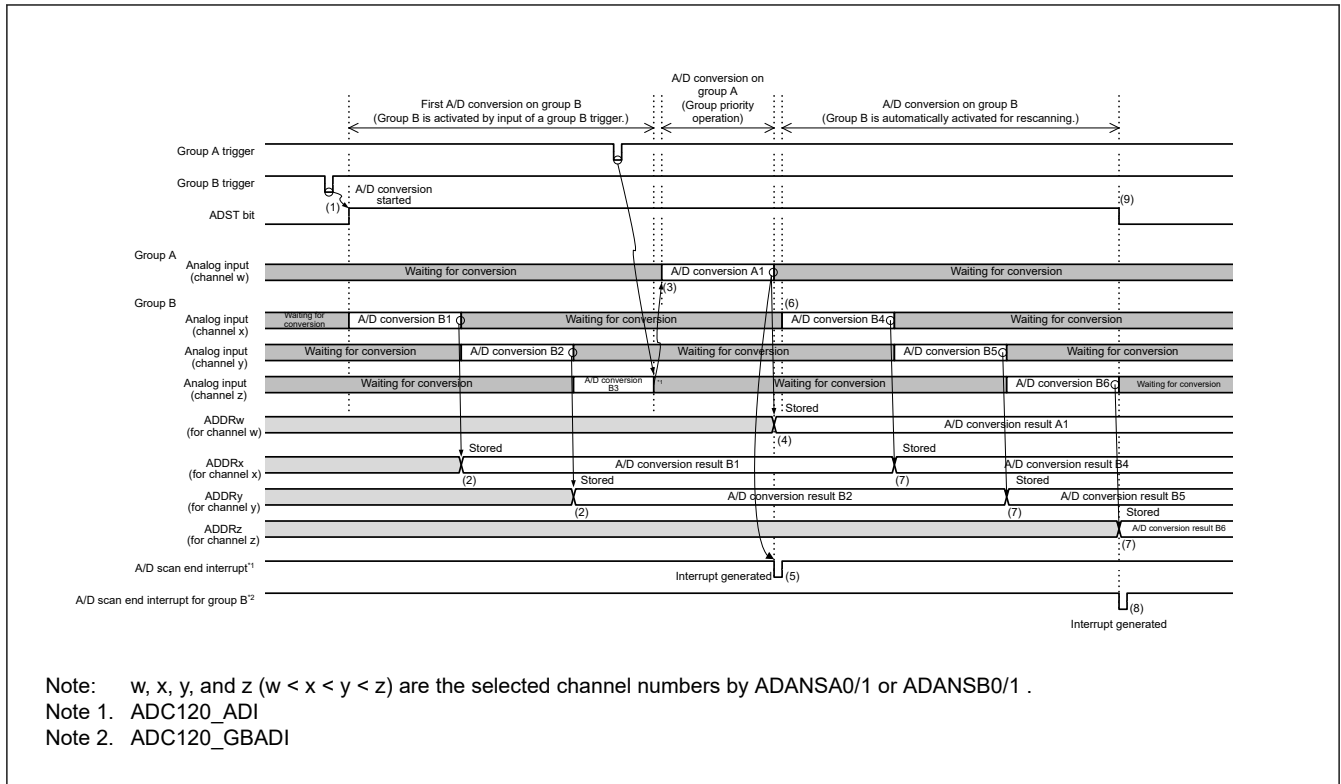 A/D conversion on
group A
(Group priority
operation)
First A/D conversion on group B
(Group B is activated by input of a group B trigger.)
A/D conversion on group B
(Group B is automatically activated for rescanning.)
Group A trigger
Group B trigger
A/D conversion
started
(1)
(9)
ADST bit
Group A
Analog input
(channel w)
Waiting for conversion
A/D conversion A1
Waiting for conversion
(3)
Group B
(6)
Analog input
(channel x)
Waiting for
conversion
A/D conversion B1
Waiting for conversion
A/D conversion B4
Waiting for conversion
Analog input
(channel y)
Waiting for conversion
A/D conversion B2
Waiting for conversion
A/D conversion B5
Waiting for conversion
Analog input
(channel z)
Waiting for conversion
A/D conversion
B3
*1
Waiting for conversion
A/D conversion B6
Waiting for conversion
Stored
ADDRw
(for channel w)
A/D conversion result A1
(4)
Stored
Stored
ADDRx
(for channel x)
A/D conversion result B1
A/D conversion result B4
(2)
(7)
Stored
Stored
ADDRy
(for channel y)
A/D conversion result B2
A/D conversion result B5
(2)
(7)
Stored
ADDRz
(for channel z)
A/D conversion result B6
(7)
A/D scan end interrupt*1
Interrupt generated
(5)
A/D scan end interrupt for group B*2
(8)
Interrupt generated
Note: w, x, y, and z (w < x < y < z) are the selected channel numbers by ADANSA0/1 or ADANSB0/1 .
Note 1. ADC120_ADI
Note 2. ADC120_GBADI